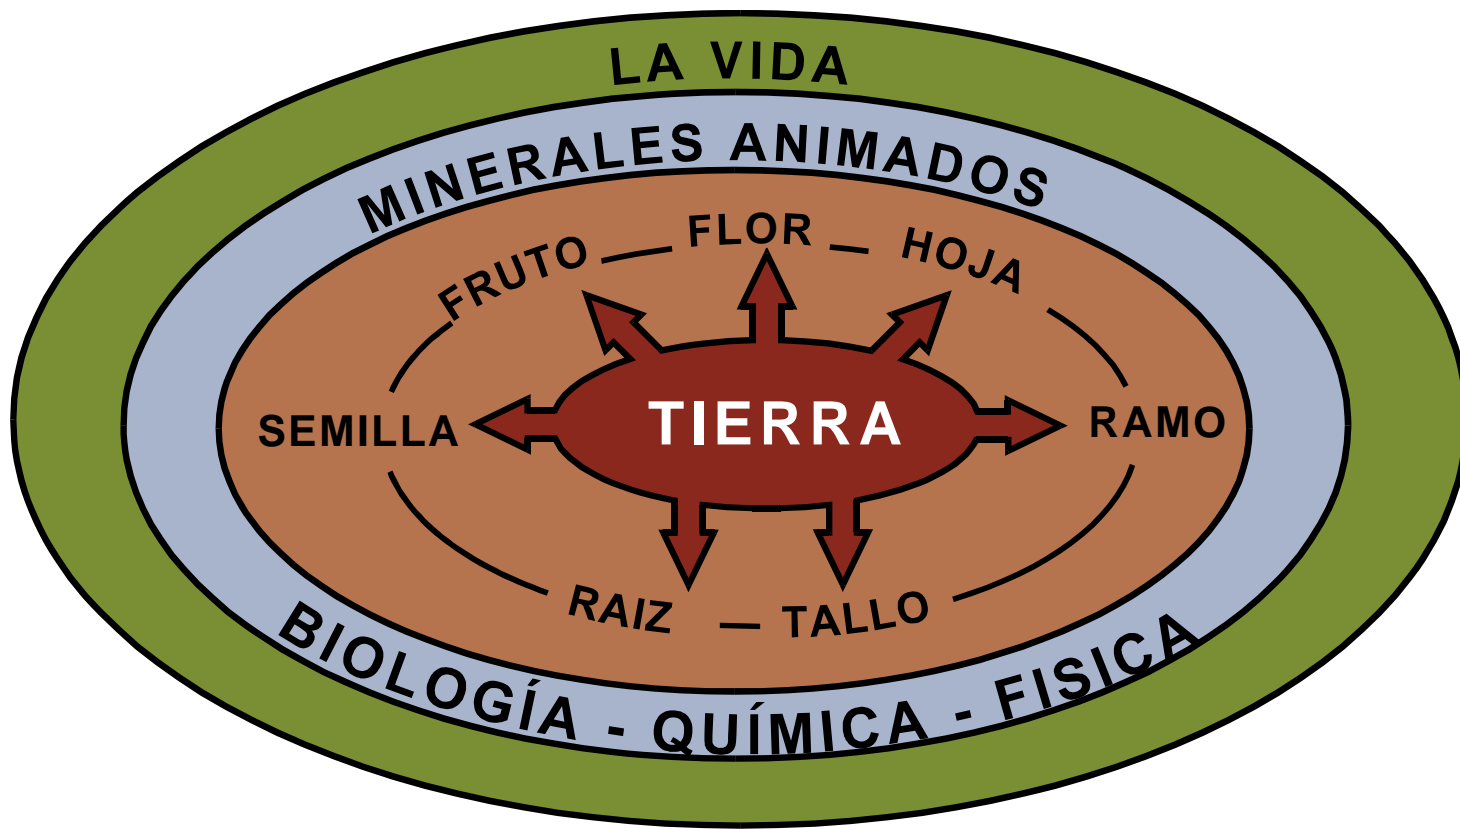 LA VIDA
MINERALES ANIMADOS
FRUTO — FLOR — HOJA
SEMILLA
TIERRA
RAMO
RAIZ — TALLO
BIOLOGÍA - QUÍMICA - FISICA